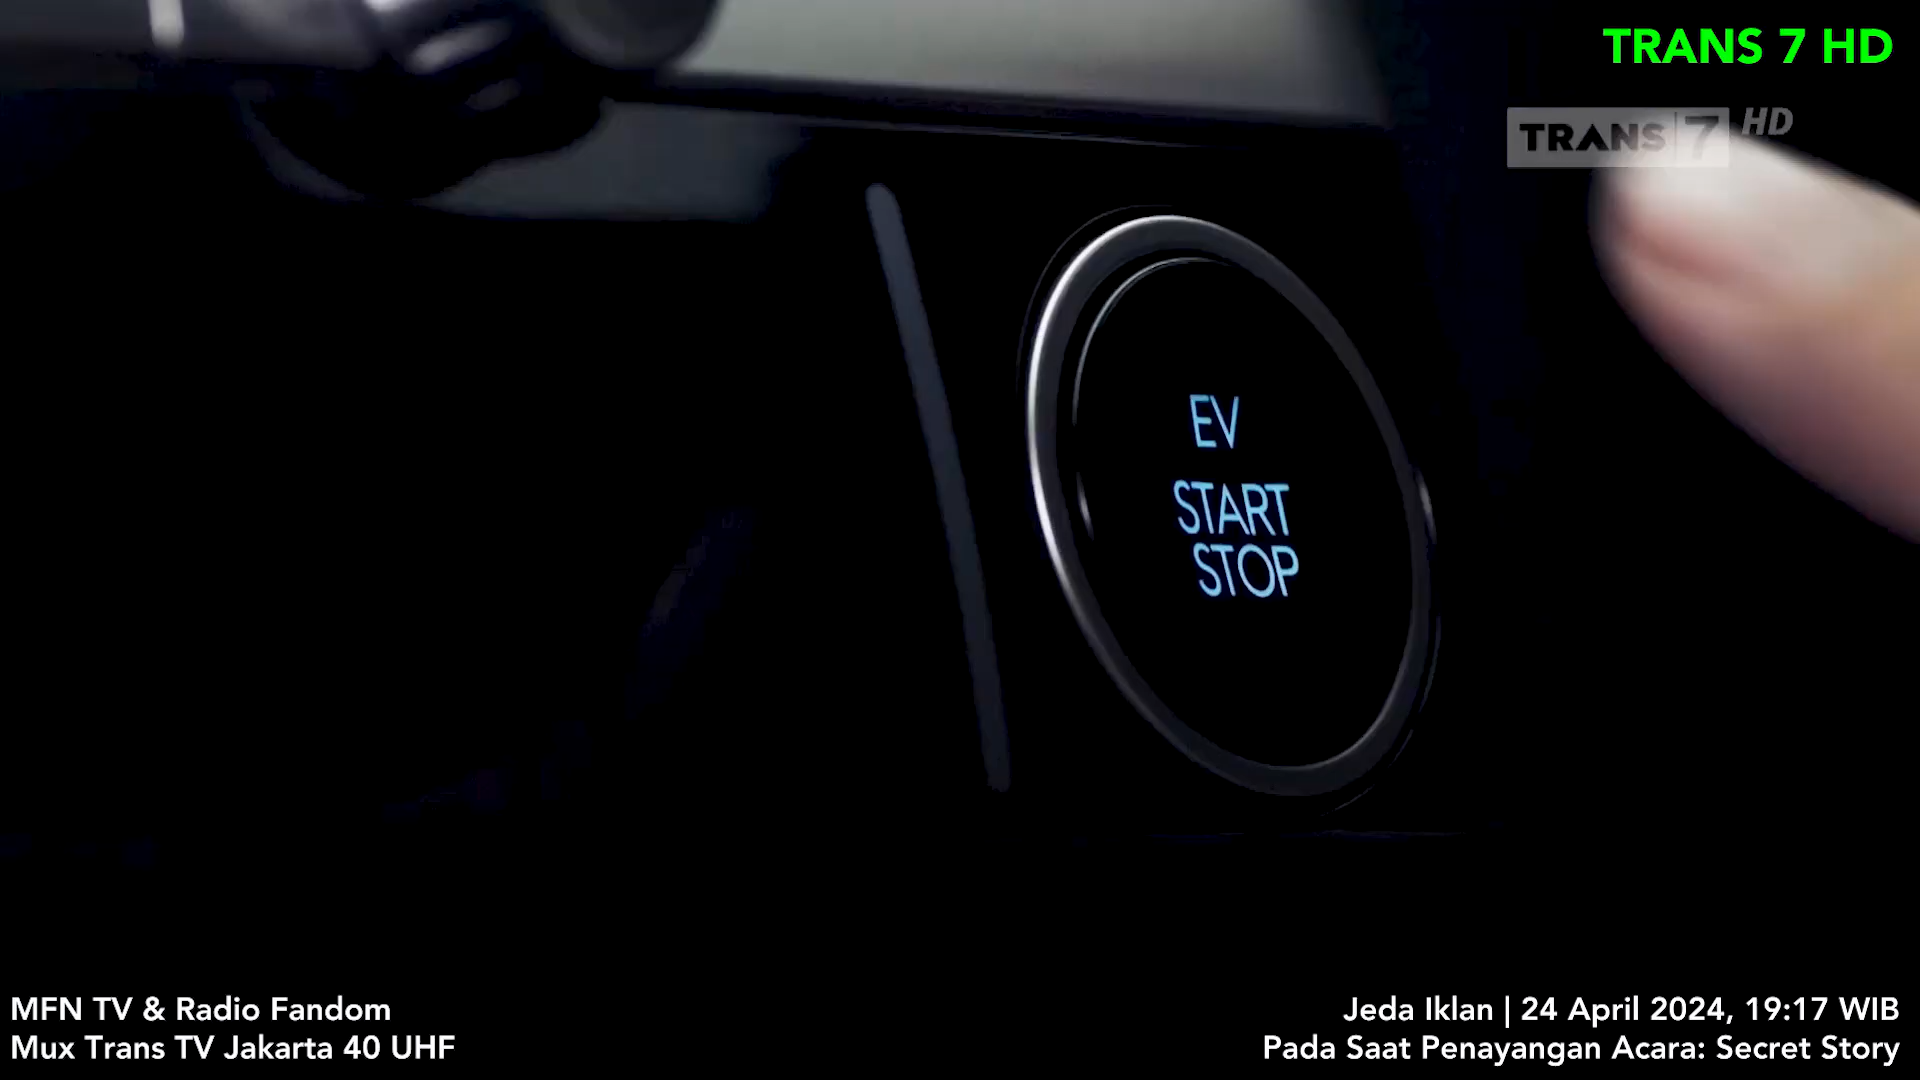 TRANS 7 HD
TRANS 7 HD
EV
START
STOP
MFN TV & Radio Fandom
Mux Trans TV Jakarta 40 UHF
Jeda Iklan | 24 April 2024, 19:17 WIB
Pada Saat Penayangan Acara: Secret Story